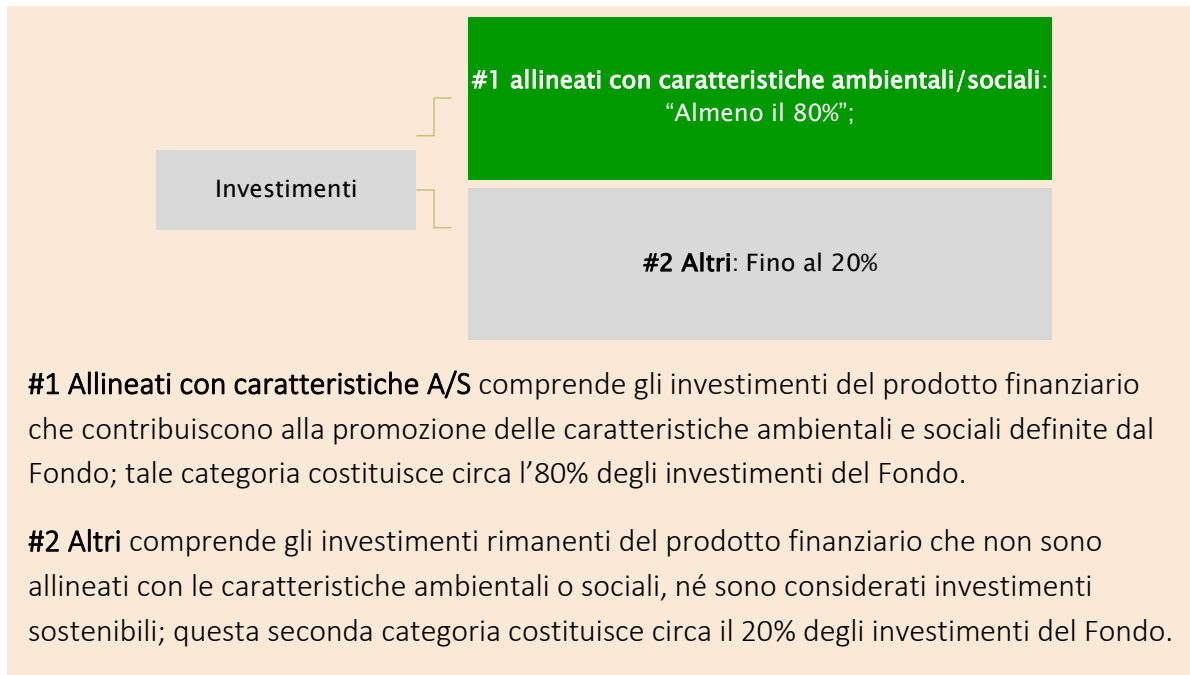 #1 allineati con caratteristiche ambientali/sociali:
“Almeno il 80%”;
Investimenti
#2 Altri: Fino al 20%
#1 Allineati con caratteristiche A/S comprende gli investimenti del prodotto finanziario
che contribuiscono alla promozione delle caratteristiche ambientali e sociali definite dal
Fondo; tale categoria costituisce circa l’80% degli investimenti del Fondo.
#2 Altri comprende gli investimenti rimanenti del prodotto finanziario che non sono
allineati con le caratteristiche ambientali o sociali, né sono considerati investimenti
sostenibili; questa seconda categoria costituisce circa il 20% degli investimenti del Fondo.